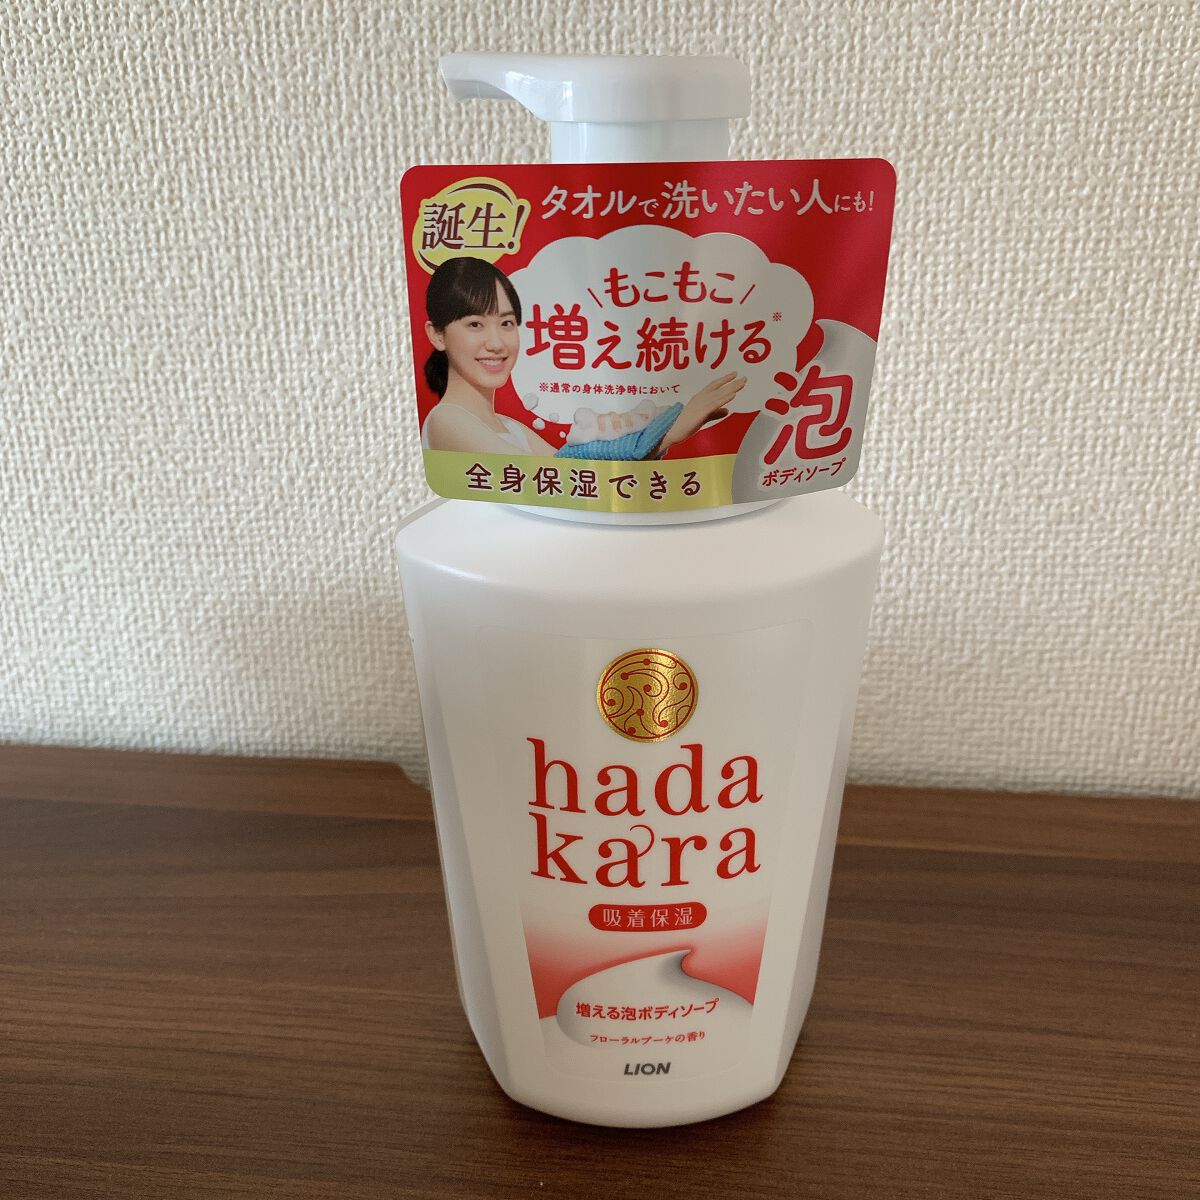 誕生!
タオルで洗いたい人にも!
もこもこ
増え続ける※
※通常の身体洗浄時において
泡
ボディソープ
全身保湿できる
hada
kara
吸着保湿
増える泡ボディソープ
フローラルブーケの香り
LION